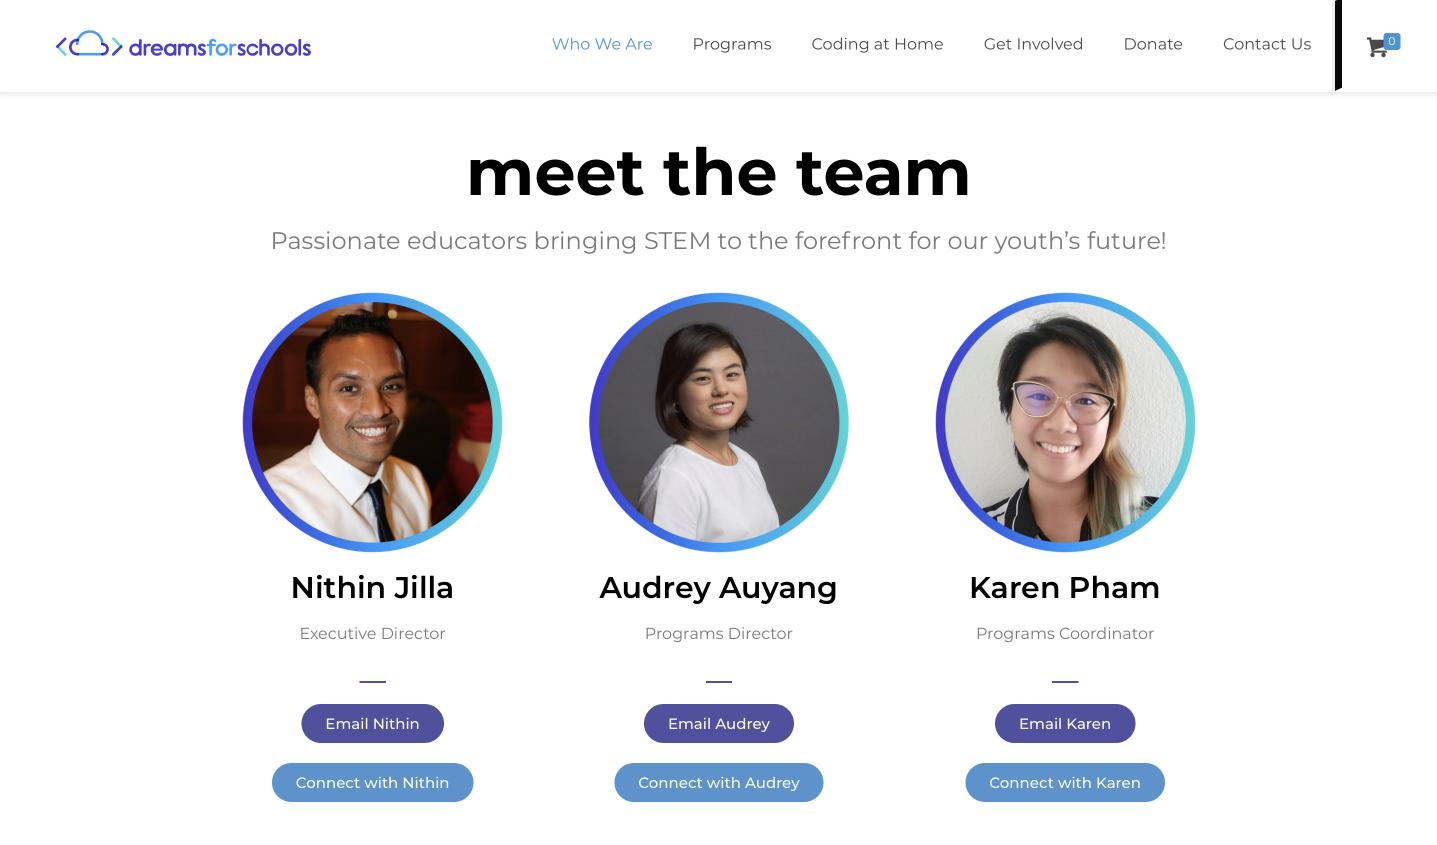 dreamsforschools
Who We Are
Programs
Coding at Home
Get Involved
Donate
Contact Us
0
meet the team
Passionate educators bringing STEM to the forefront for our youth’s future!
Nithin Jilla
Executive Director
Email Nithin
Connect with Nithin
Audrey Auyang
Programs Director
Email Audrey
Connect with Audrey
Karen Pham
Programs Coordinator
Email Karen
Connect with Karen